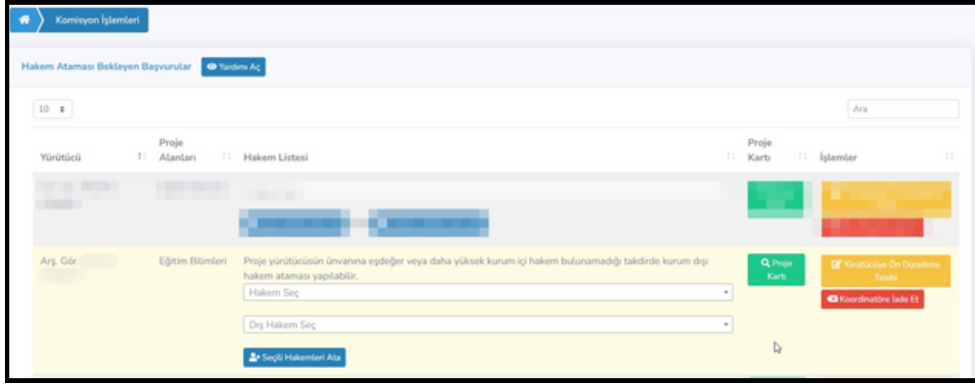 Komisyon İşlemleri
Hakem Ataması Bekleyen Başvurular Yardımı Aç
10 Ara
Yürütücü Proje Alanları Hakem Listesi Proje Kartı İşlemler
Arş. Gör. Eğitim Bilimleri Proje yürütücüsün ünvanına eşdeğer veya daha yüksek kurum içi hakem bulunamadığı takdirde kurum dışı
hakem ataması yapılabilir.
Hakem Seç
Dış Hakem Seç
Seçili Hakemleri Ata
Proje
Kartı
Yürütücüye Ön Düzeltme
Talebi
Koordinatöre İade Et